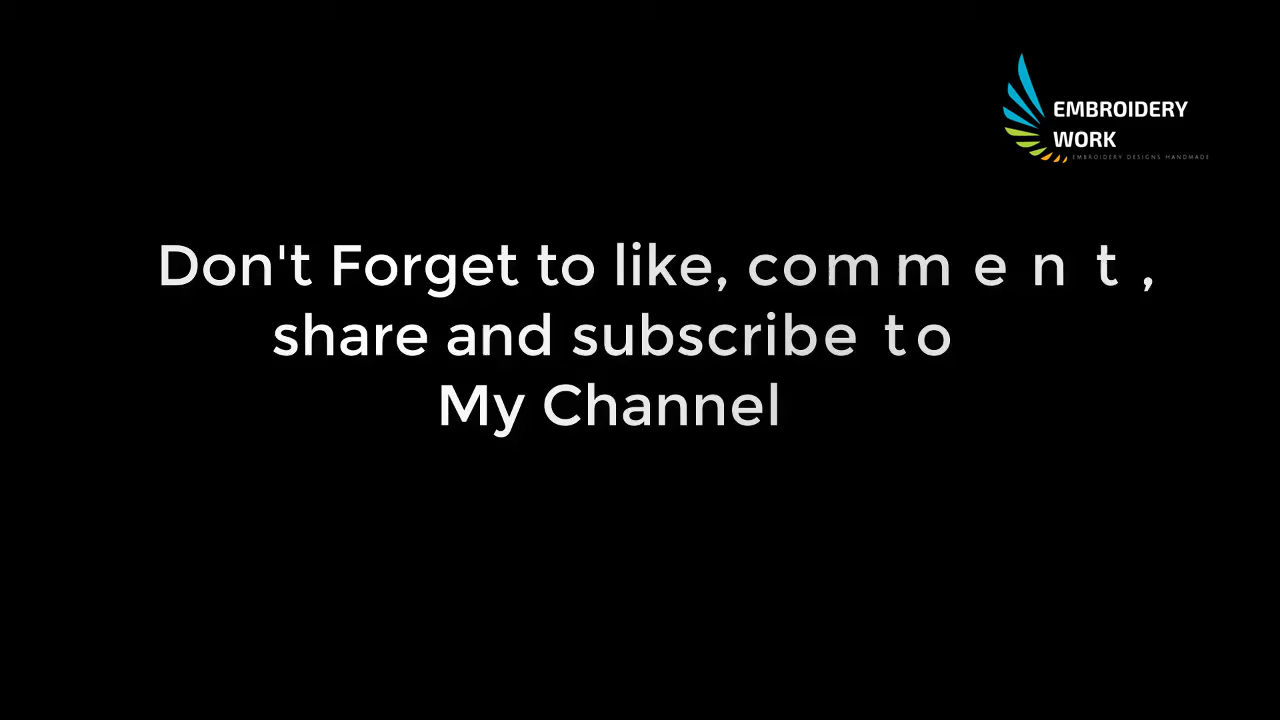 EMBROIDERY
WORK
EMBROIDERY DESIGNS HANDMADE
Don't Forget to like, comment,
share and subscribe to
My Channel